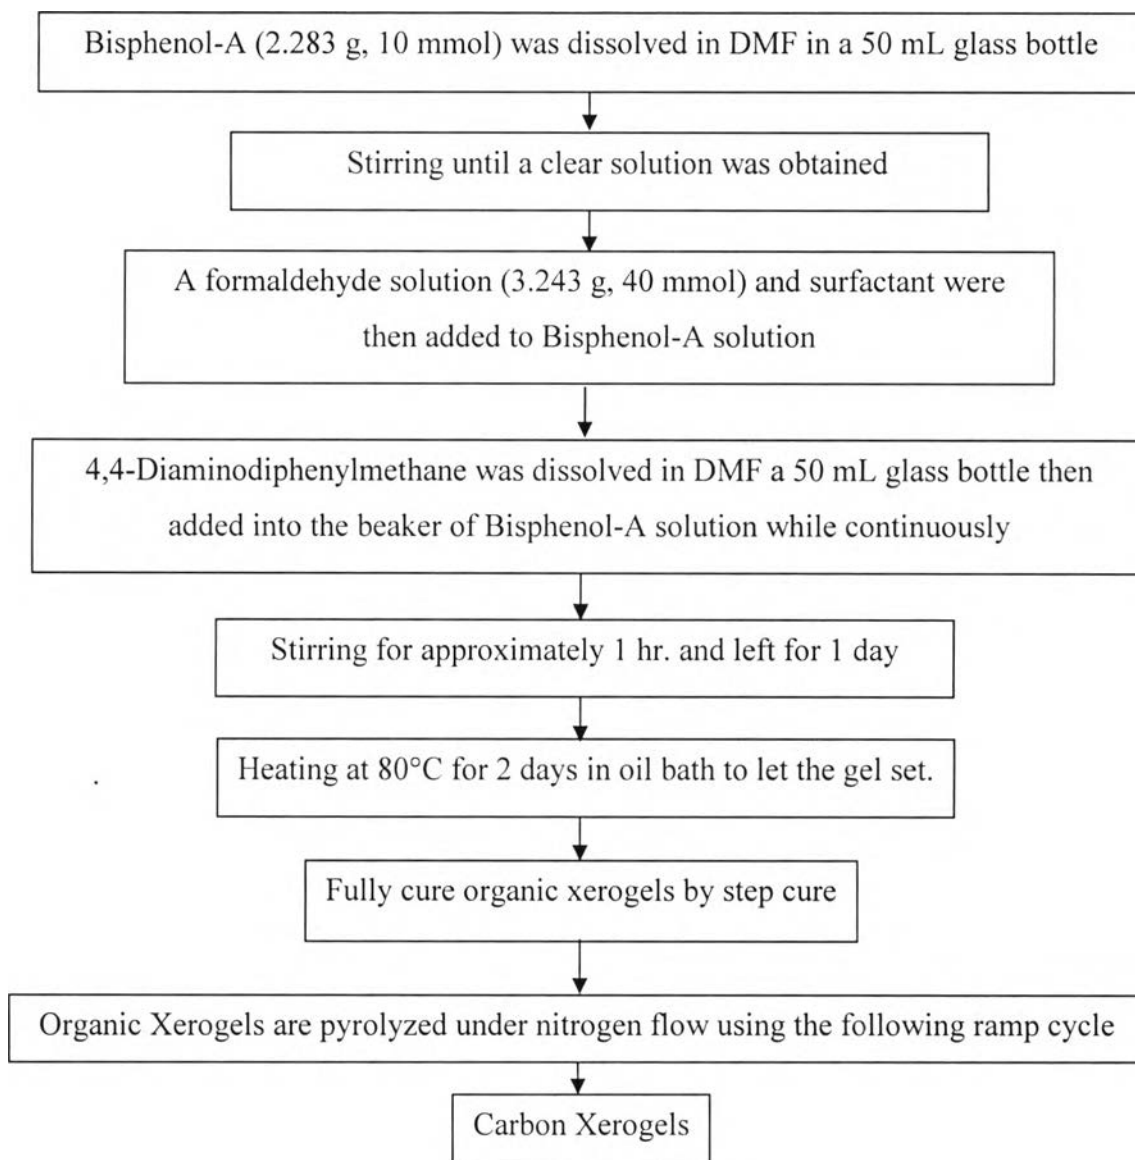 Bisphenol-A (2.283 g, 10 mmol) was dissolved in DMF in a 50 mL glass bottle
Stirring until a clear solution was obtained
A formaldehyde solution (3.243 g, 40 mmol) and surfactant were
then added to Bisphenol-A solution
4,4-Diaminodiphenylmethane was dissolved in DMF a 50 mL glass bottle then
added into the beaker of Bisphenol-A solution while continuously
Stirring for approximately 1 hr. and left for 1 day
Heating at 80°C for 2 days in oil bath to let the gel set.
Fully cure organic xerogels by step cure
Organic Xerogels are pyrolyzed under nitrogen flow using the following ramp cycle
Carbon Xerogels